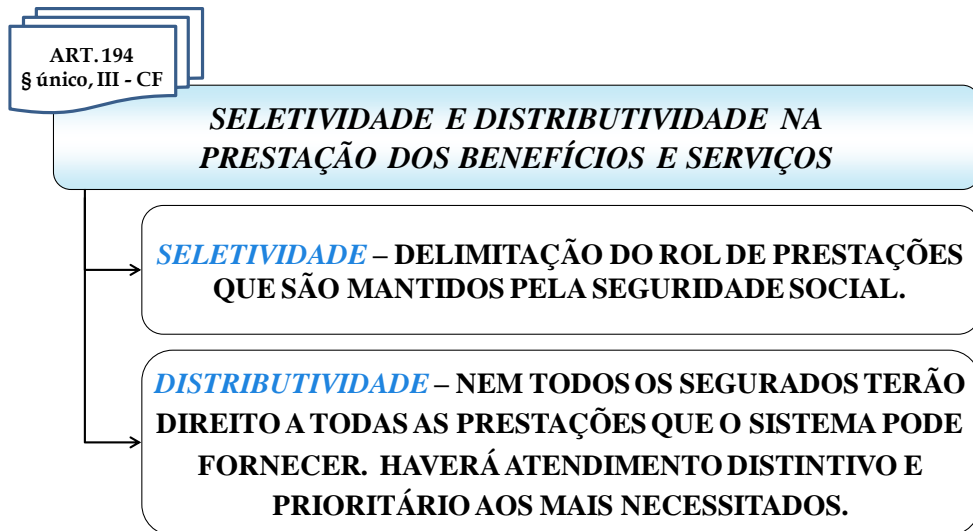 ART. 194
§ único, III - CF
SELETIVIDADE E DISTRIBUTIVIDADE NA
PRESTAÇÃO DOS BENEFÍCIOS E SERVIÇOS
SELETIVIDADE – DELIMITAÇÃO DO ROL DE PRESTAÇÕES
QUE SÃO MANTIDOS PELA SEGURIDADE SOCIAL.
DISTRIBUTIVIDADE – NEM TODOS OS SEGURADOS TERÃO
DIREITO A TODAS AS PRESTAÇÕES QUE O SISTEMA PODE
FORNECER. HAVERÁ ATENDIMENTO DISTINTIVO E
PRIORITÁRIO AOS MAIS NECESSITADOS.